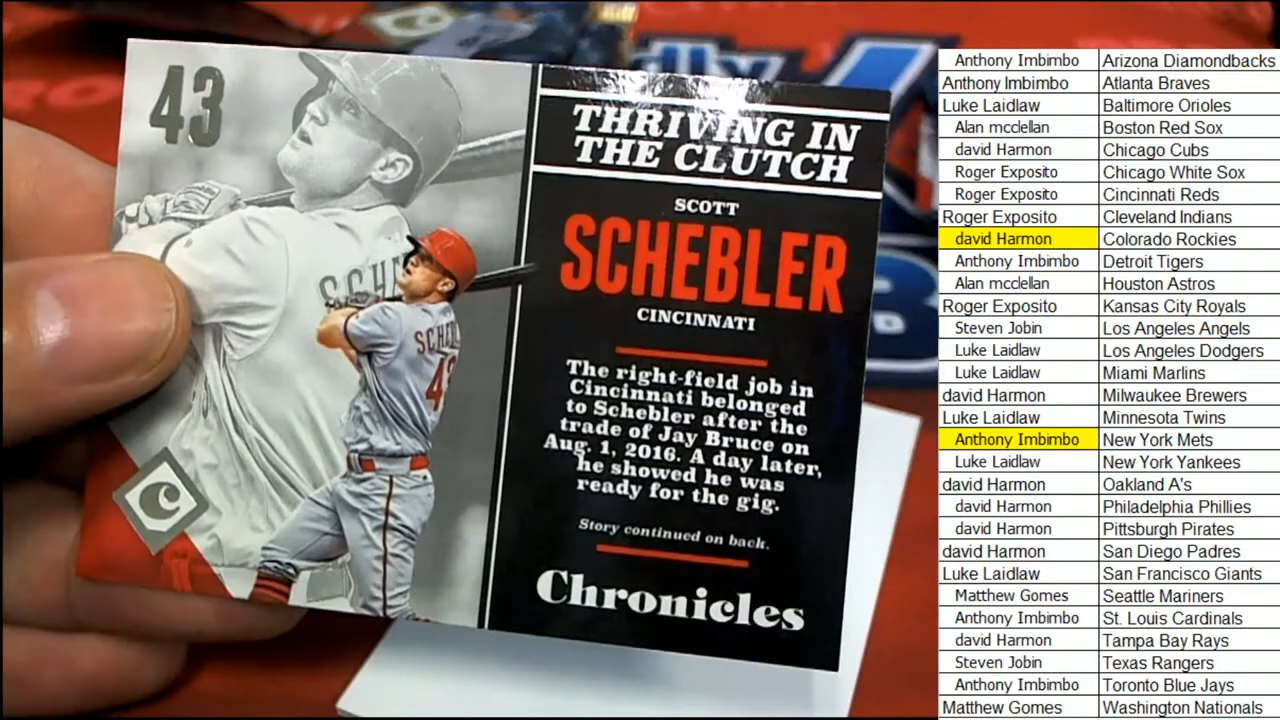 43
THRIVING IN
THE CLUTCH
SCOTT
SCHEBLER
CINCINNATI
The right-field job in
Cincinnati belonged
to Schebler after the
trade of Jay Bruce on
Aug. 1, 2016. A day later,
he showed he was
ready for the gig.
Story continued on back.
Chronicles
C
Anthony Imbimbo Arizona Diamondbacks
Anthony Imbimbo Atlanta Braves
Luke Laidlaw Baltimore Orioles
Alan mcclellan Boston Red Sox
david Harmon Chicago Cubs
Roger Exposito Chicago White Sox
Roger Exposito Cincinnati Reds
Roger Exposito Cleveland Indians
david Harmon Colorado Rockies
Anthony Imbimbo Detroit Tigers
Alan mcclellan Houston Astros
Roger Exposito Kansas City Royals
Steven Jobin Los Angeles Angels
Luke Laidlaw Los Angeles Dodgers
Luke Laidlaw Miami Marlins
david Harmon Milwaukee Brewers
Luke Laidlaw Minnesota Twins
Anthony Imbimbo New York Mets
Luke Laidlaw New York Yankees
david Harmon Oakland A's
david Harmon Philadelphia Phillies
david Harmon Pittsburgh Pirates
david Harmon San Diego Padres
Luke Laidlaw San Francisco Giants
Matthew Gomes Seattle Mariners
Anthony Imbimbo St. Louis Cardinals
david Harmon Tampa Bay Rays
Steven Jobin Texas Rangers
Anthony Imbimbo Toronto Blue Jays
Matthew Gomes Washington Nationals